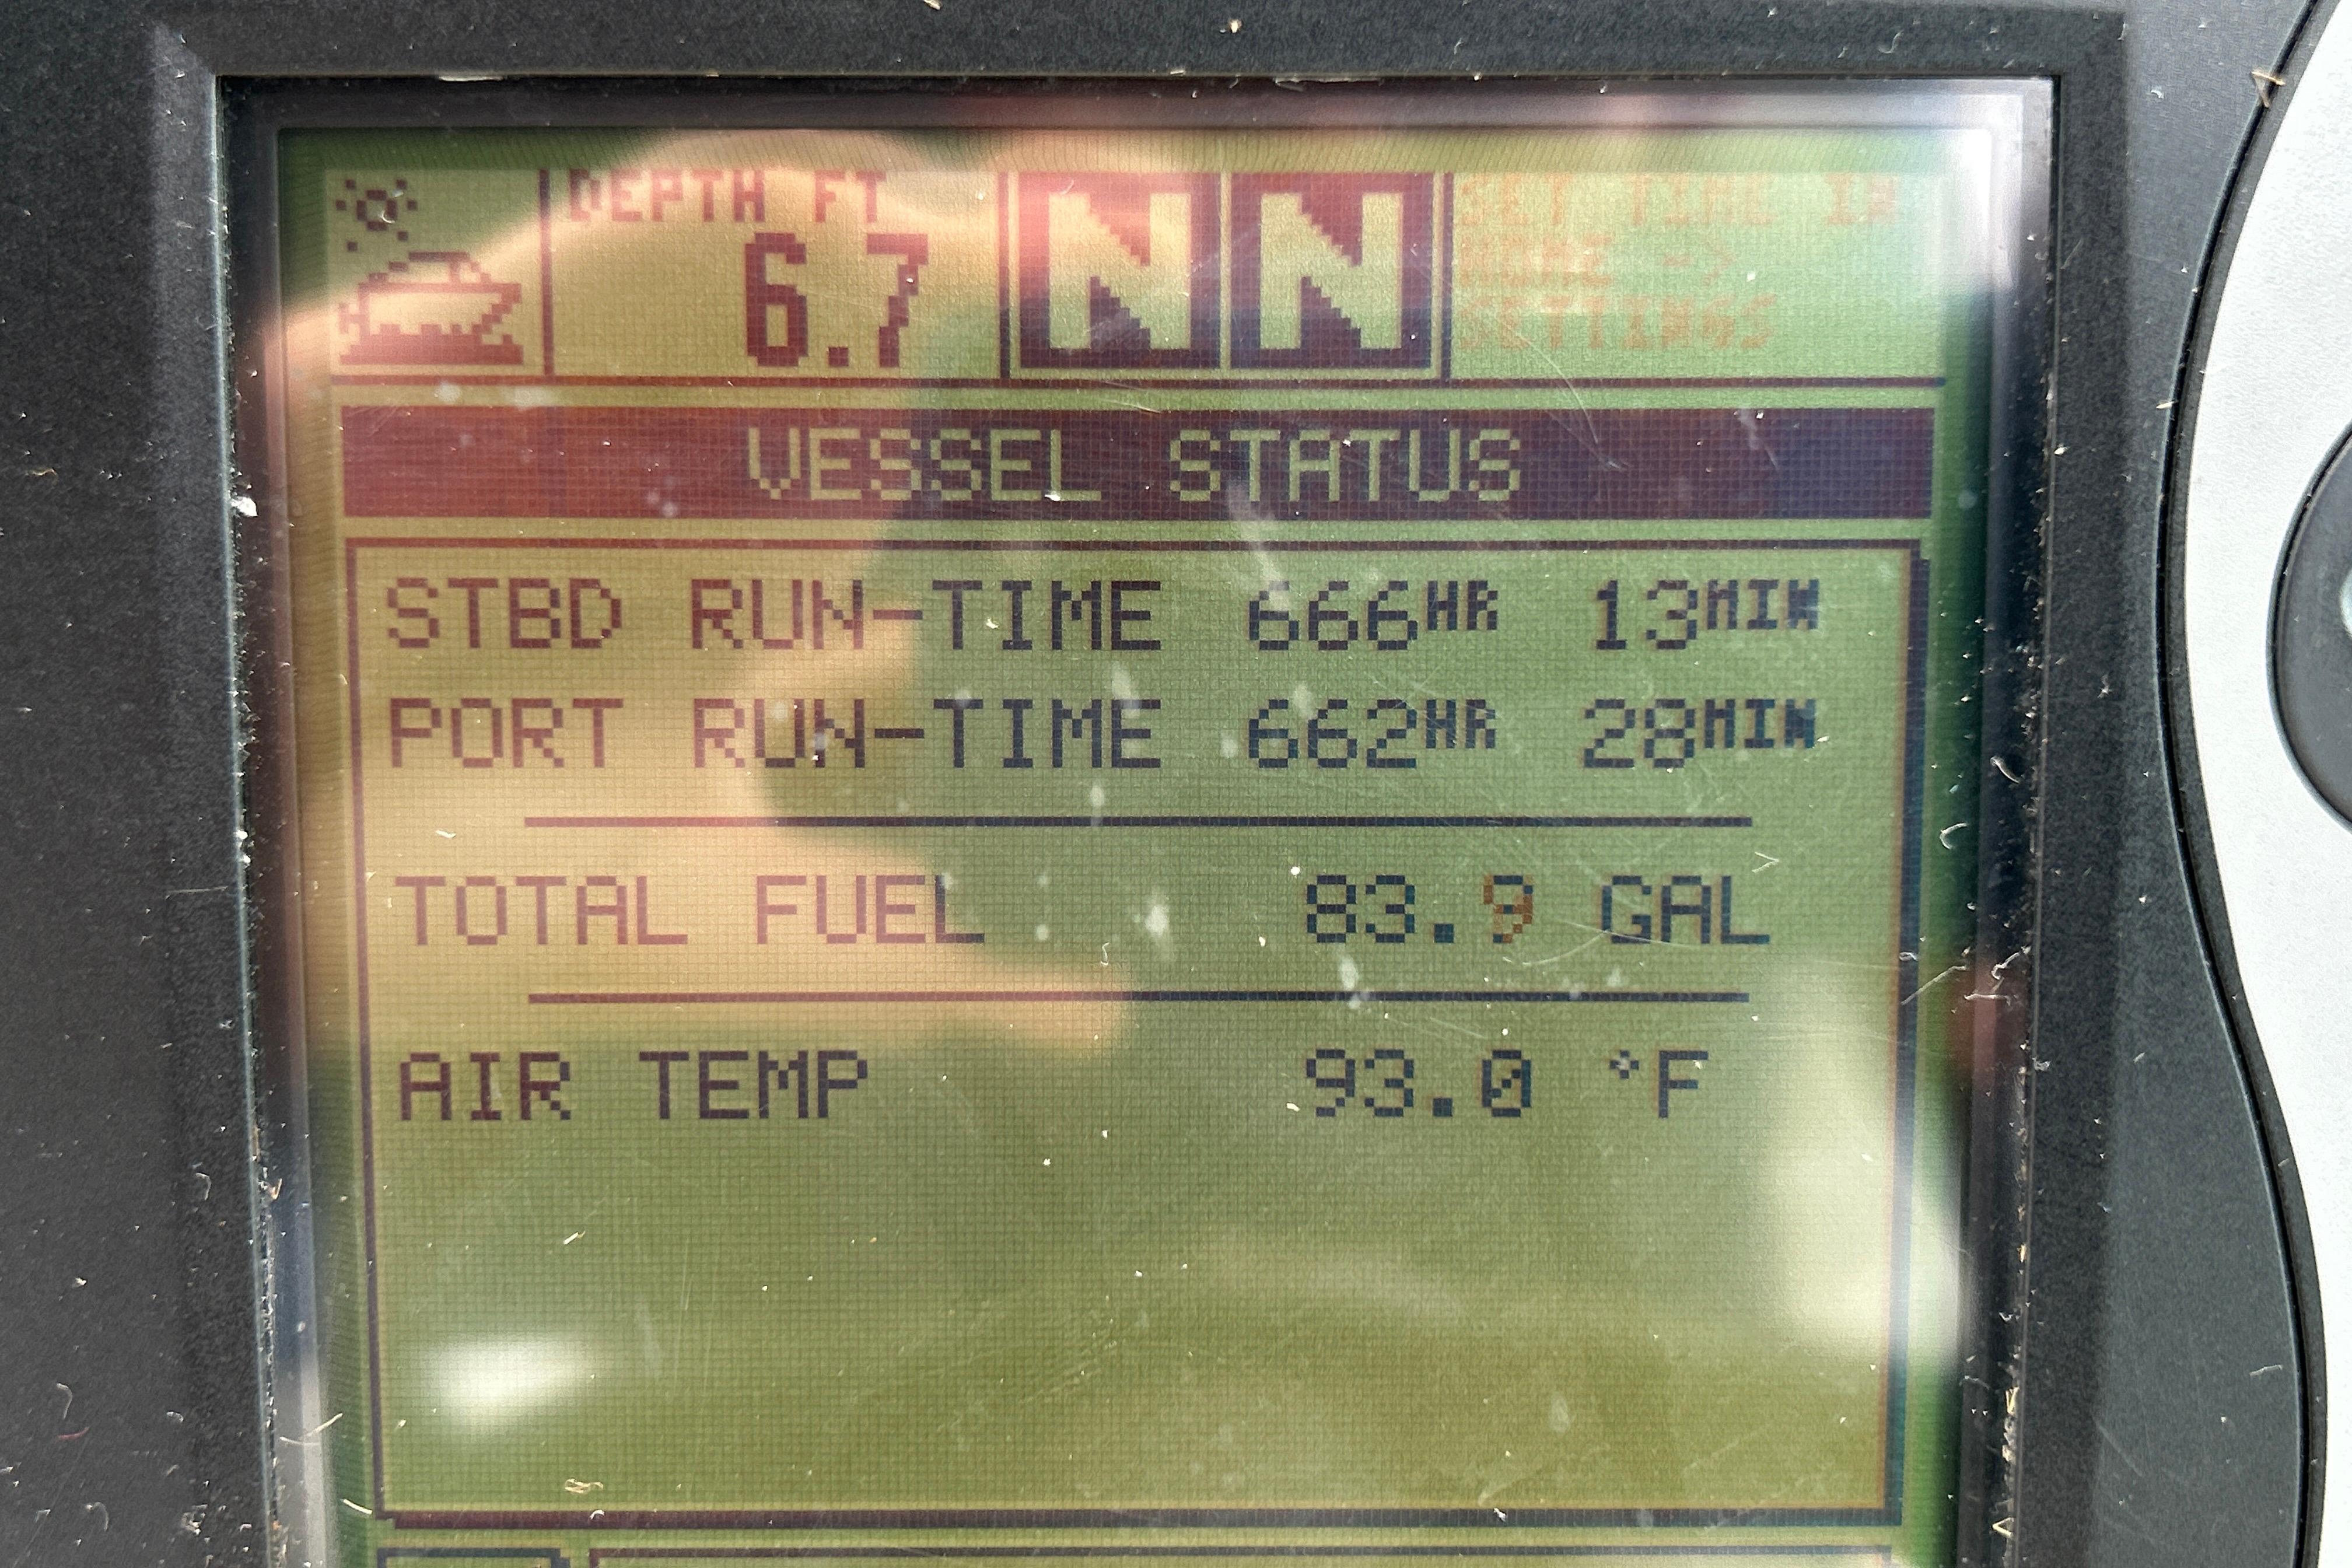 DEPTH FT
6.7
N N
SET TIME IN
HOME ->
SETTINGS
VESSEL STATUS
STBD RUN-TIME 666HR 13MIN
PORT RUN-TIME 662HR 28MIN
TOTAL FUEL 83.9 GAL
AIR TEMP 93.0 °F